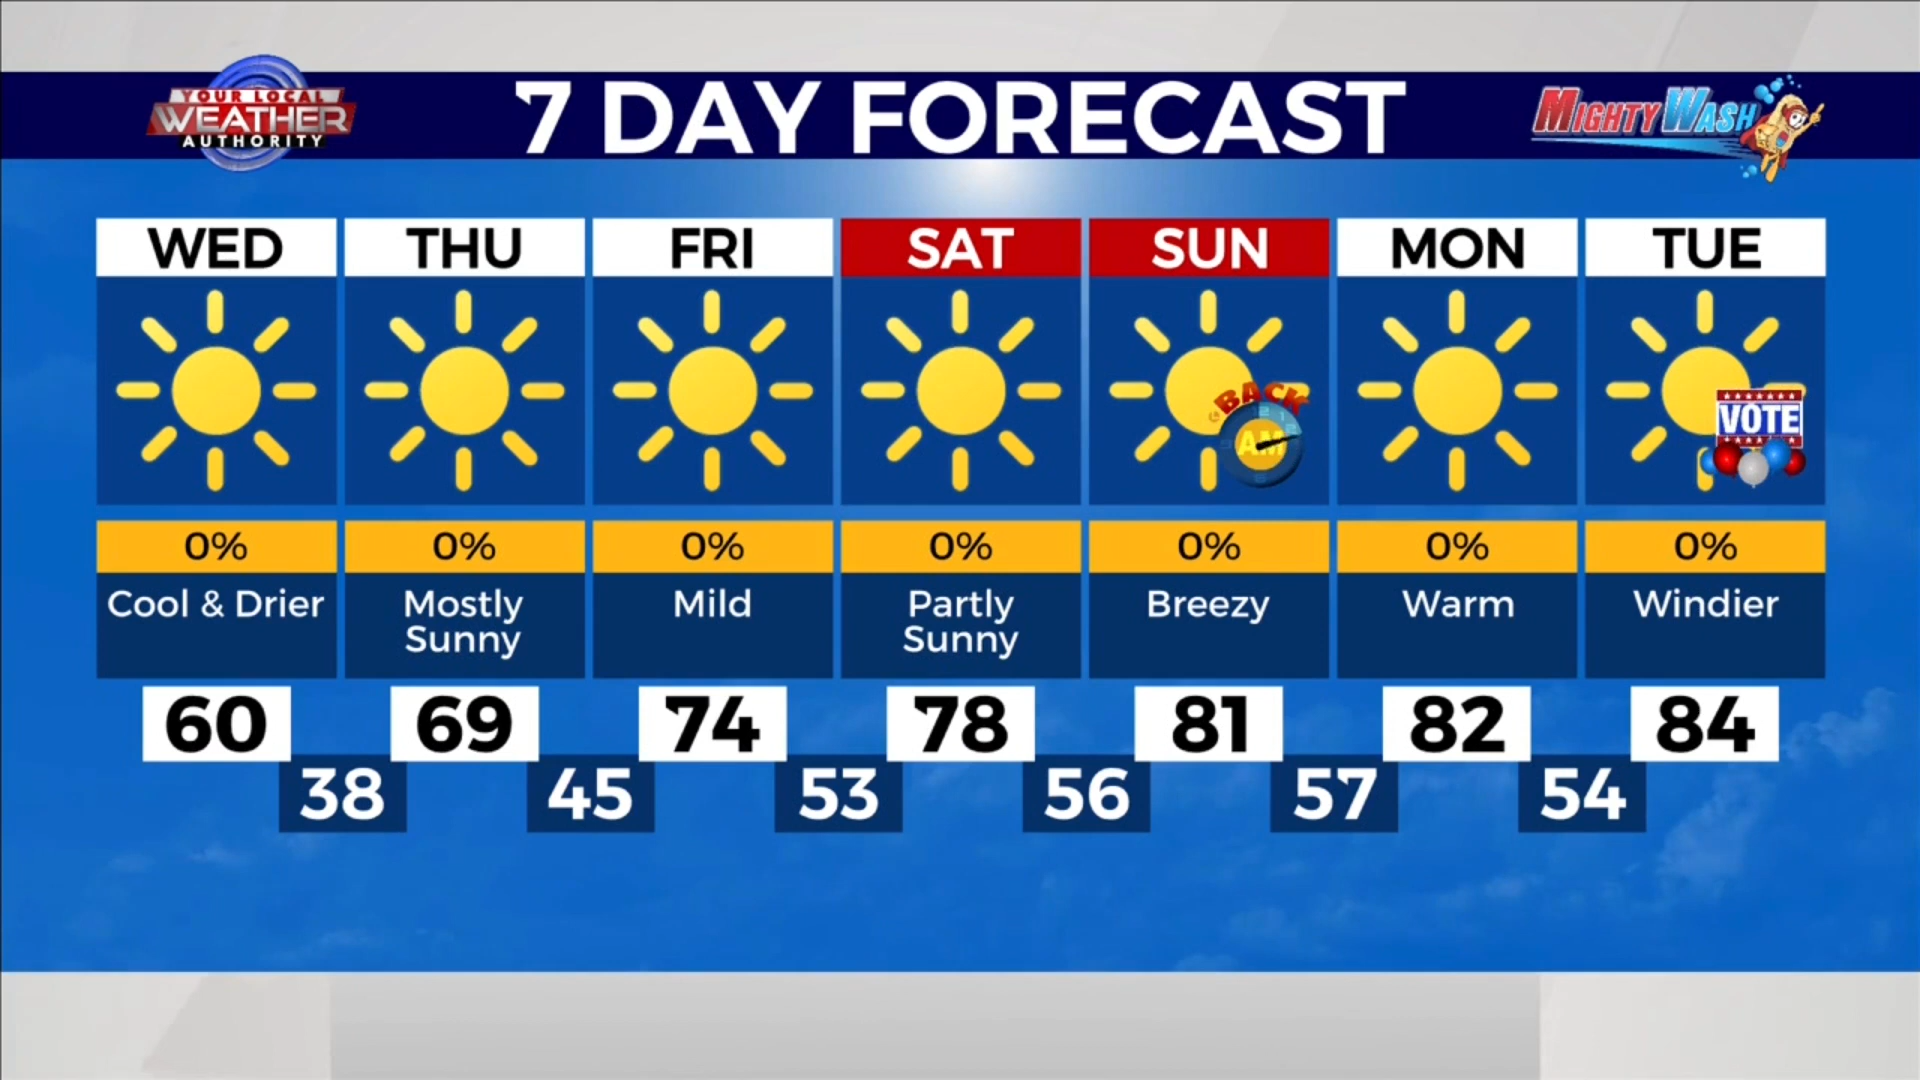 YOUR LOCAL
WEATHER
AUTHORITY
7 DAY FORECAST
MIGHTY WASH
WED
THU
FRI
SAT
SUN
MON
TUE
BACK
AM
VOTE
0%
0%
0%
0%
0%
0%
0%
Cool & Drier
Mostly
Sunny
Mild
Partly
Sunny
Breezy
Warm
Windier
60
69
74
78
81
82
84
38
45
53
56
57
54